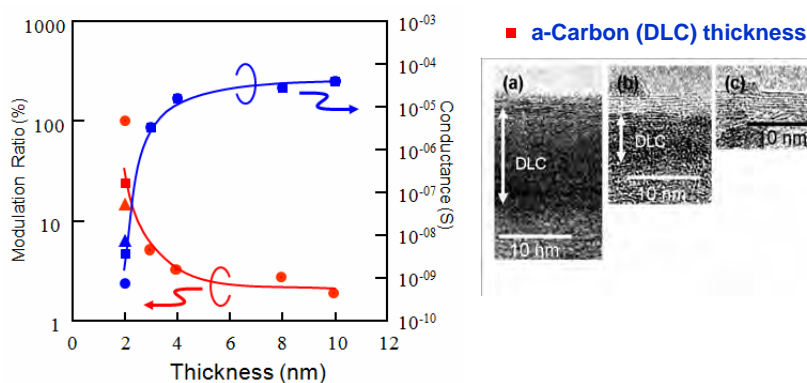 1000
100
10
1
Modulation Ratio (%)
0
2
4
6
8
10
12
Thickness (nm)
10-03
10-04
10-05
10-06
10-07
10-08
10-09
10-10
Conductance (S)
a-Carbon (DLC) thickness
(a)
DLC
10 nm
(b)
DLC
10 nm
(c)
10 nm